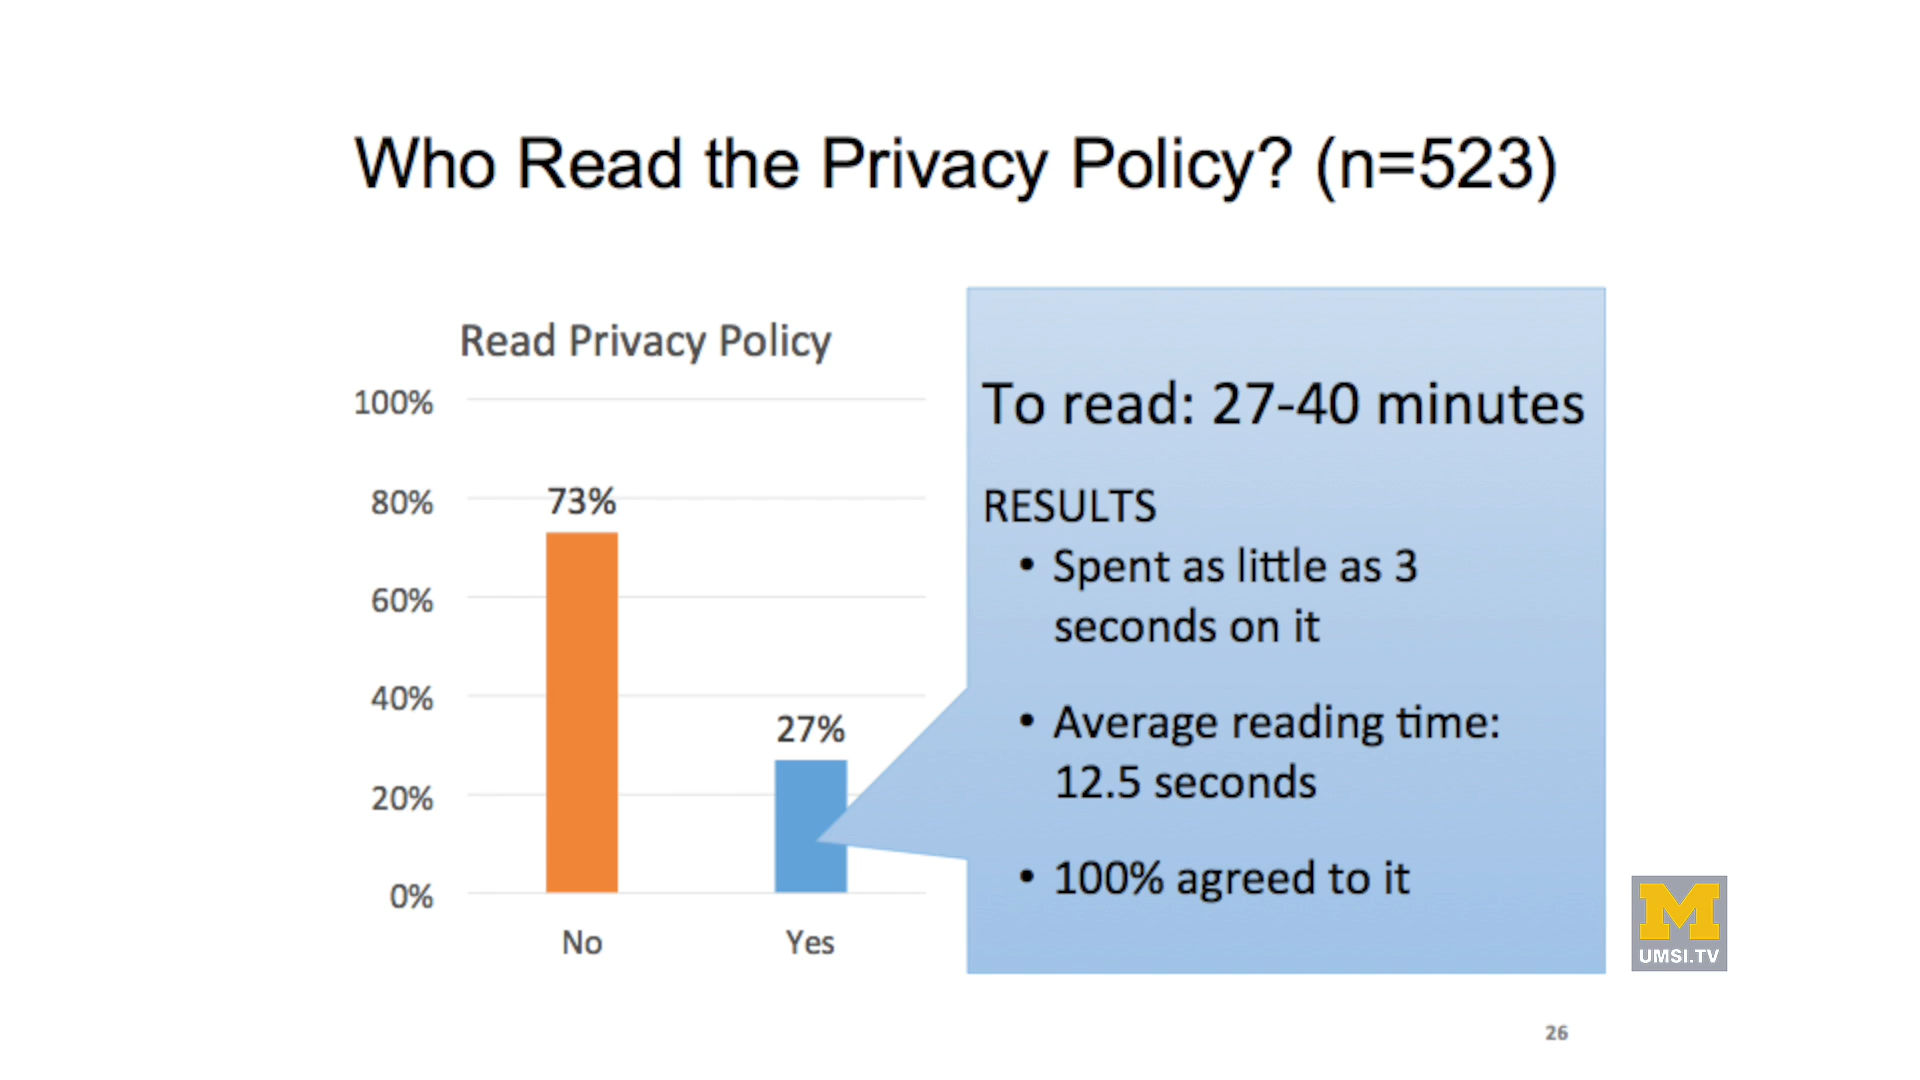 Who Read the Privacy Policy? (n=523)
Read Privacy Policy
100%
80%
60%
40%
20%
0%
73%
27%
No
Yes
To read: 27-40 minutes
RESULTS
• Spent as little as 3
seconds on it
• Average reading time:
12.5 seconds
• 100% agreed to it
M
UMSI.TV
26